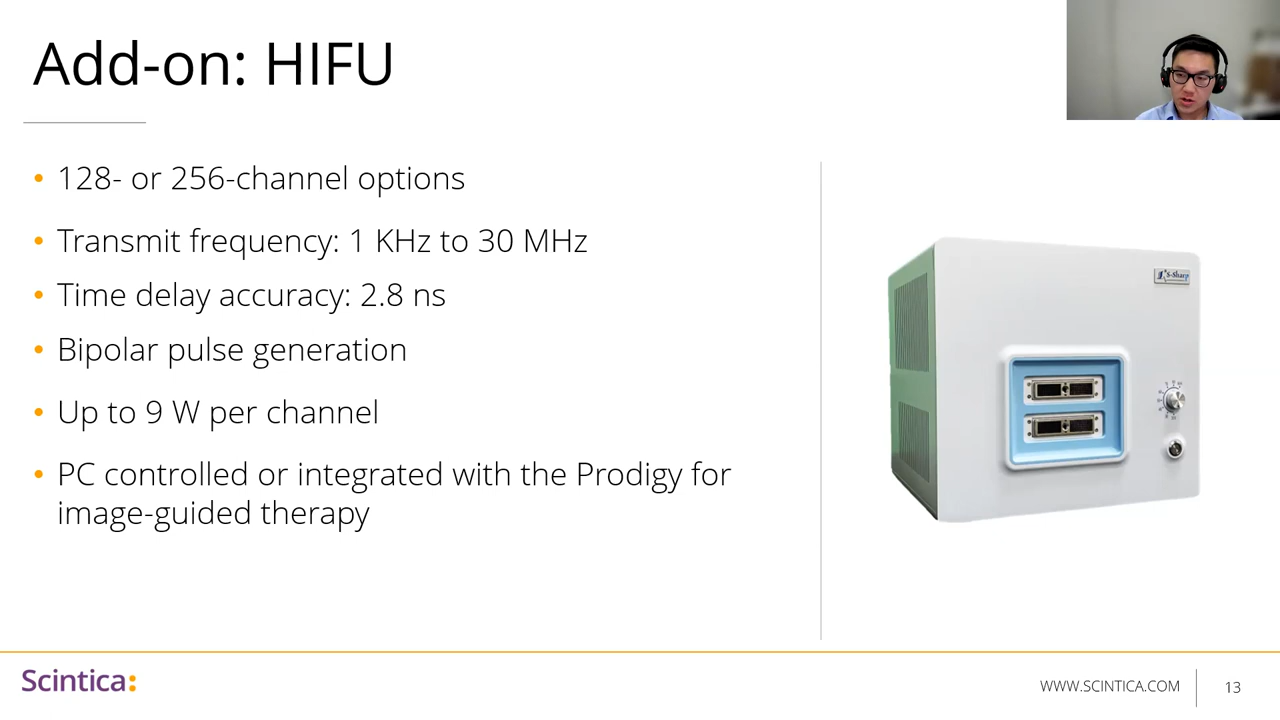 Add-on: HIFU
• 128- or 256-channel options
• Transmit frequency: 1 KHz to 30 MHz
• Time delay accuracy: 2.8 ns
• Bipolar pulse generation
• Up to 9 W per channel
• PC controlled or integrated with the Prodigy for
image-guided therapy
S-Sharp
Scintica:
WWW.SCINTICA.COM
13